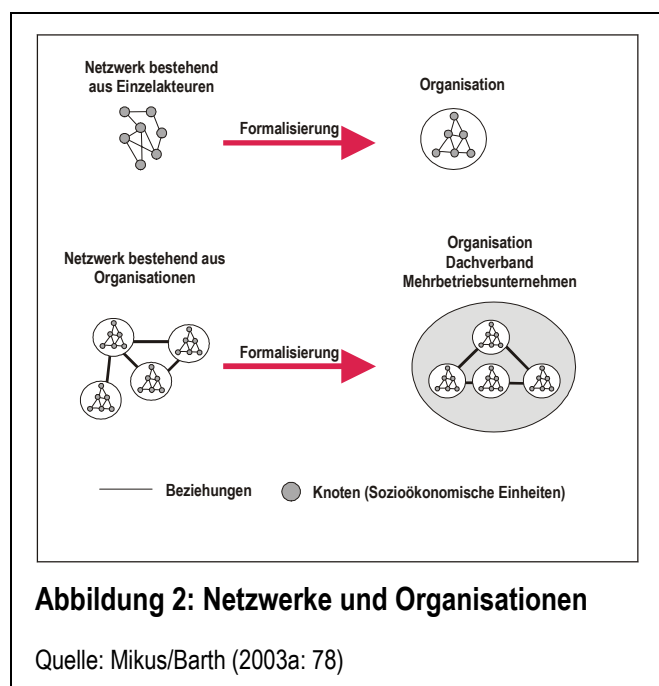 Netzwerk bestehend
aus Einzelakteuren
Formalisierung
Organisation
Netzwerk bestehend aus
Organisationen
Formalisierung
Organisation
Dachverband
Mehrbetriebsunternehmen
Beziehungen
Knoten (Sozioökonomische Einheiten)
Abbildung 2: Netzwerke und Organisationen
Quelle: Mikus/Barth (2003a: 78)